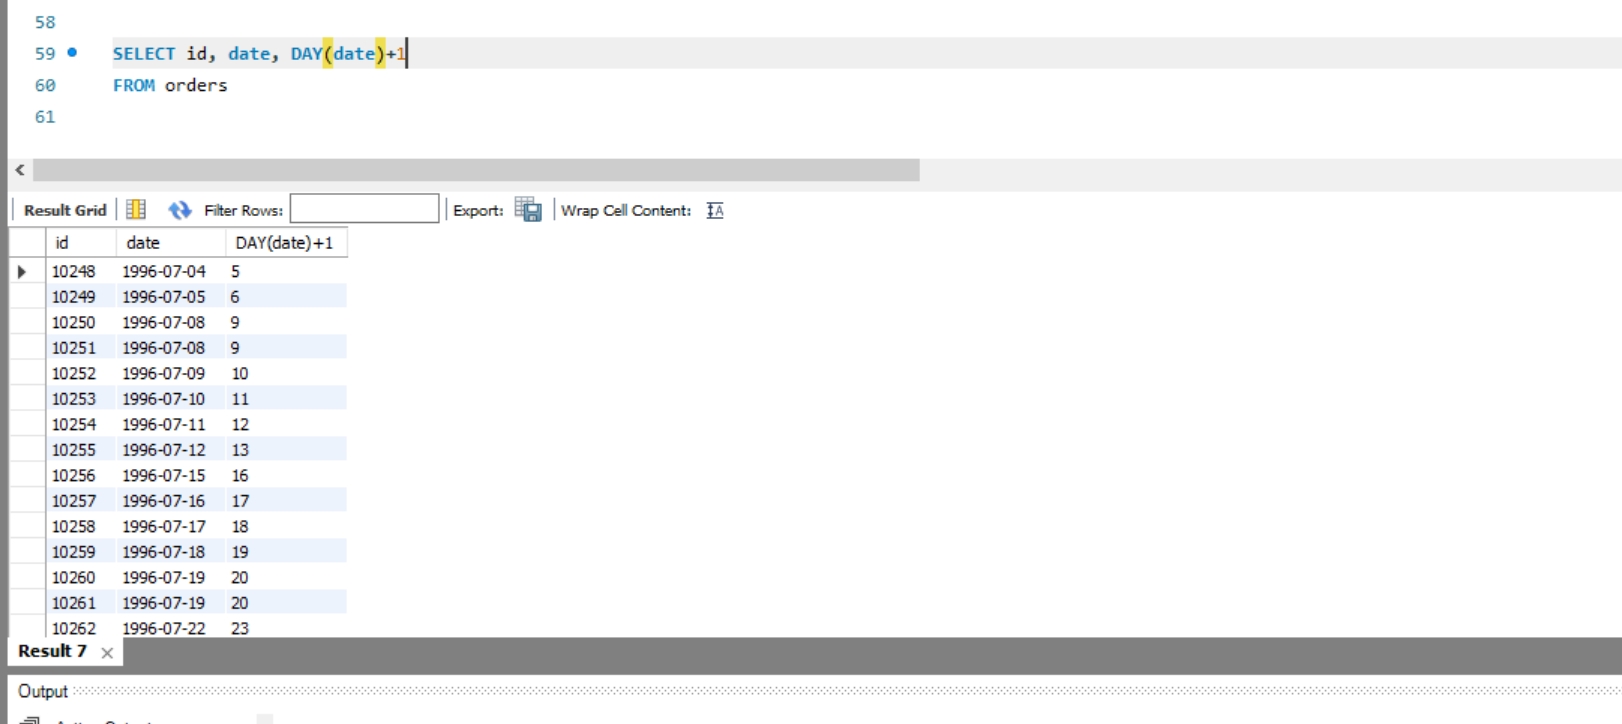 58
59 SELECT id, date, DAY(date)+1
60 FROM orders
61
Result Grid Filter Rows: Export: Wrap Cell Content:
id date DAY(date)+1
10248 1996-07-04 5
10249 1996-07-05 6
10250 1996-07-08 9
10251 1996-07-08 9
10252 1996-07-09 10
10253 1996-07-10 11
10254 1996-07-11 12
10255 1996-07-12 13
10256 1996-07-15 16
10257 1996-07-16 17
10258 1996-07-17 18
10259 1996-07-18 19
10260 1996-07-19 20
10261 1996-07-19 20
10262 1996-07-22 23
Result 7
Output